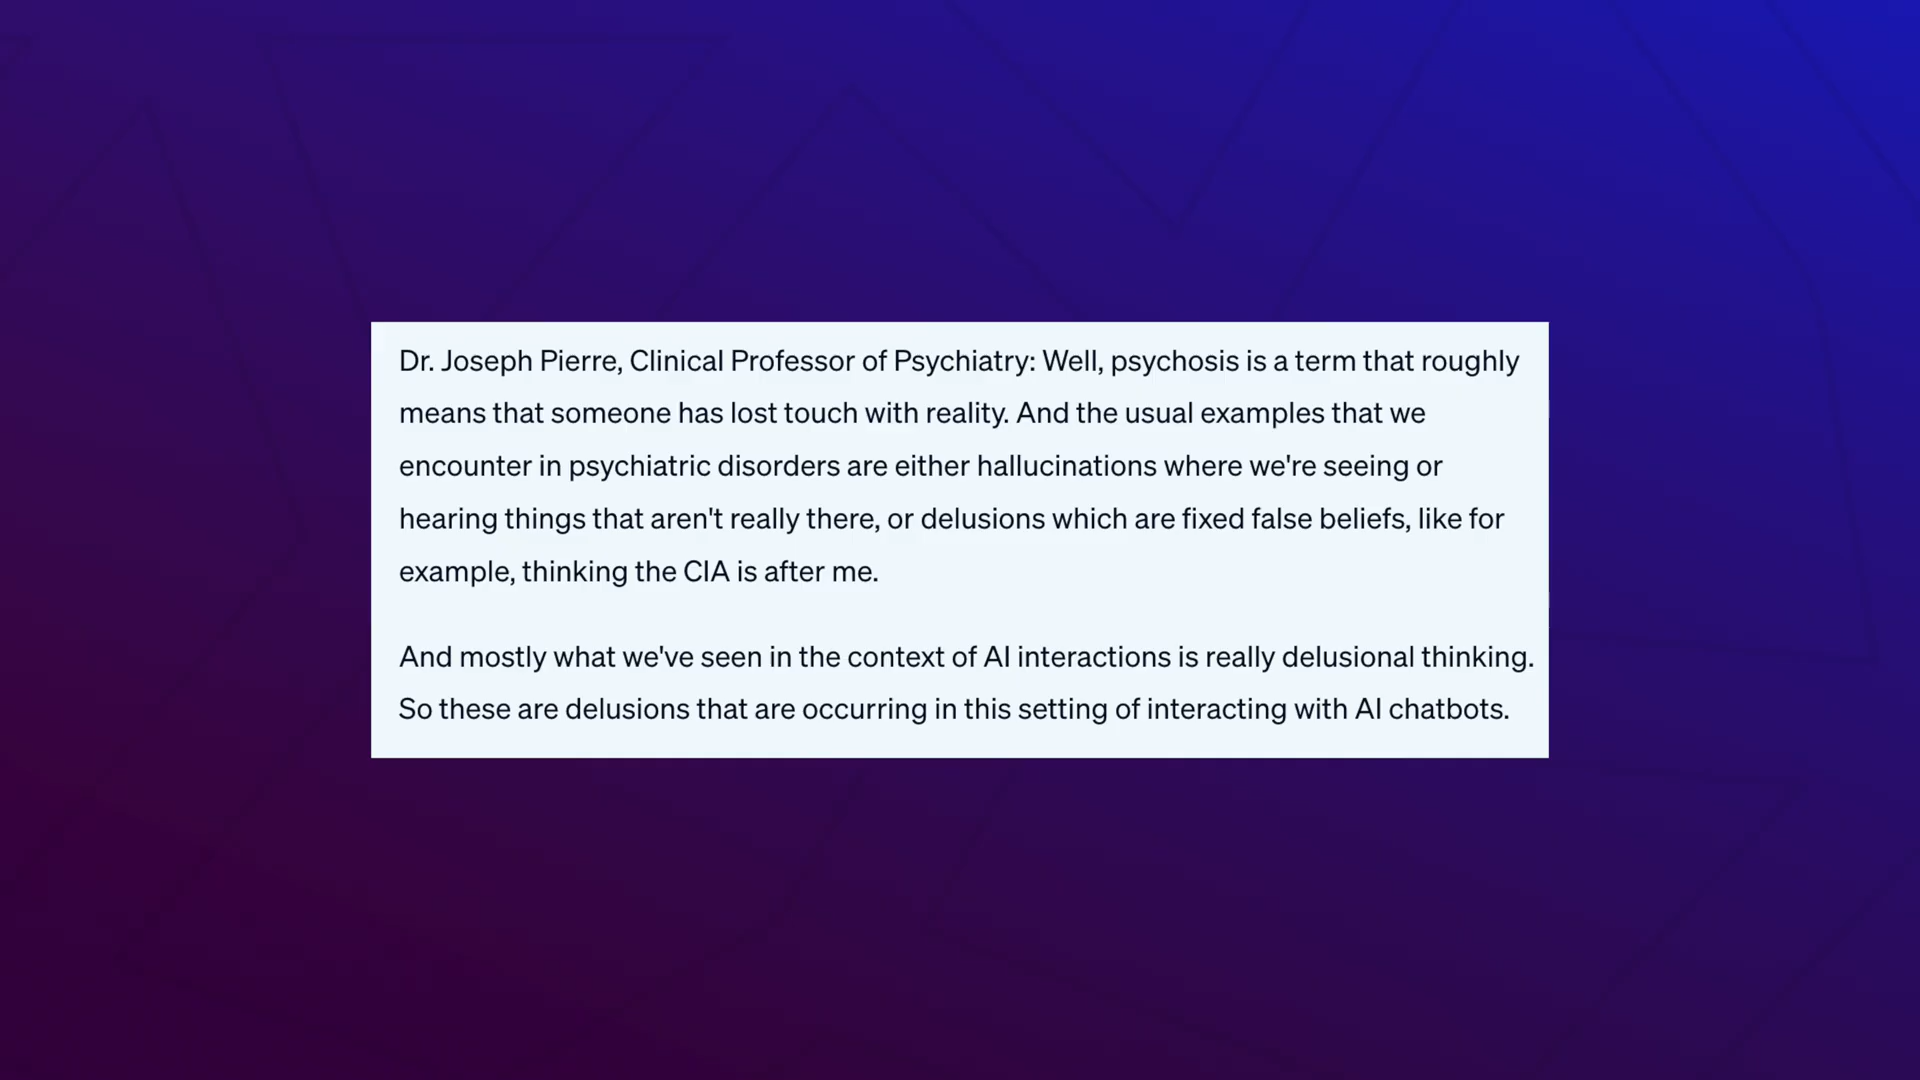 Dr. Joseph Pierre, Clinical Professor of Psychiatry: Well, psychosis is a term that roughly
means that someone has lost touch with reality. And the usual examples that we
encounter in psychiatric disorders are either hallucinations where we're seeing or
hearing things that aren't really there, or delusions which are fixed false beliefs, like for
example, thinking the CIA is after me.
And mostly what we've seen in the context of AI interactions is really delusional thinking.
So these are delusions that are occurring in this setting of interacting with AI chatbots.